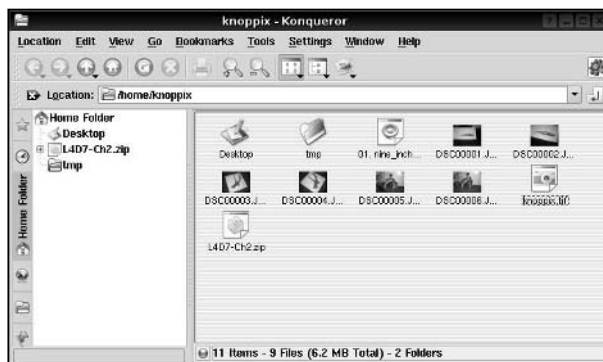 knoppix - Konqueror
Location Edit View Go Bookmarks Tools Settings Window Help
Location: /home/knoppix
Home Folder
Desktop
L4D7-Ch2.zip
tmp
Home Folder
Desktop tmp 01. nine_inch... DSC00001.J... DSC00002.J...
DSC00003.J... DSC00004.J... DSC00005.J... DSC00006.J... knoppix.tif
L4D7-Ch2.zip
11 Items - 9 Files (6.2 MB Total) - 2 Folders